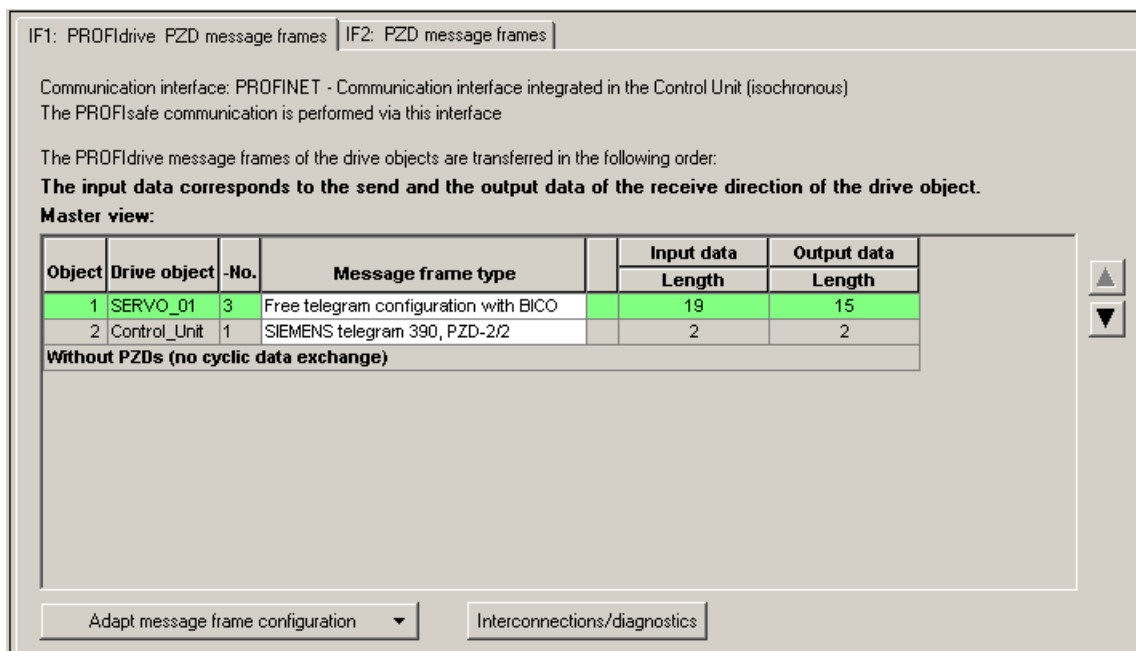 IF1: PROFIdrive PZD message frames IF2: PZD message frames
Communication interface: PROFINET - Communication interface integrated in the Control Unit (isochronous)
The PROFIsafe communication is performed via this interface
The PROFIdrive message frames of the drive objects are transferred in the following order:
The input data corresponds to the send and the output data of the receive direction of the drive object.
Master view:
Object Drive object -No. Message frame type Input data Output data
Length Length
1 SERVO_01 3 Free telegram configuration with BICO 19 15
2 Control_Unit 1 SIEMENS telegram 390, PZD-2/2 2 2
Without PZDs (no cyclic data exchange)
Adapt message frame configuration Interconnections/diagnostics